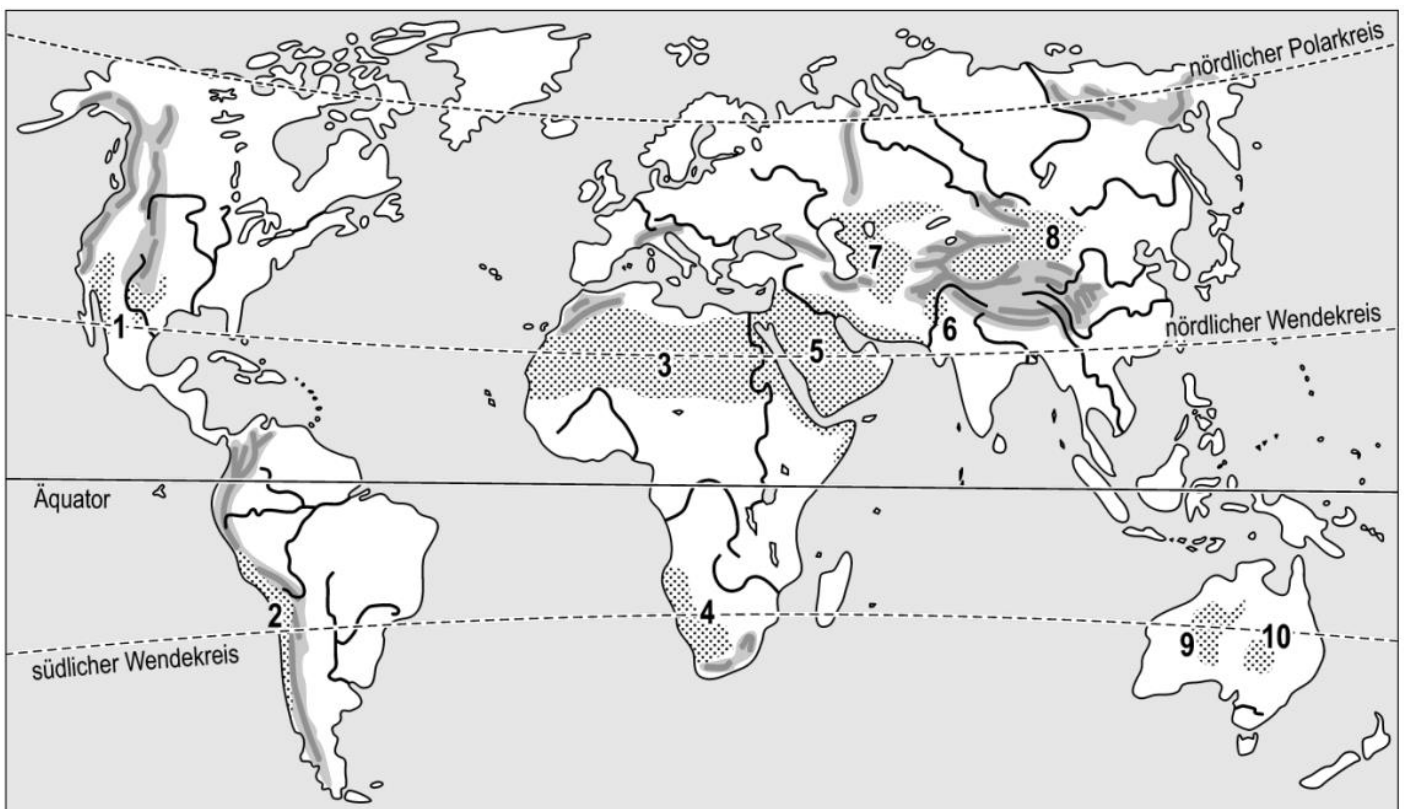 nördlicher Polarkreis
8
7
1
nördlicher Wendekreis
6
3
5
Äquator
2
4
9
10
südlicher Wendekreis